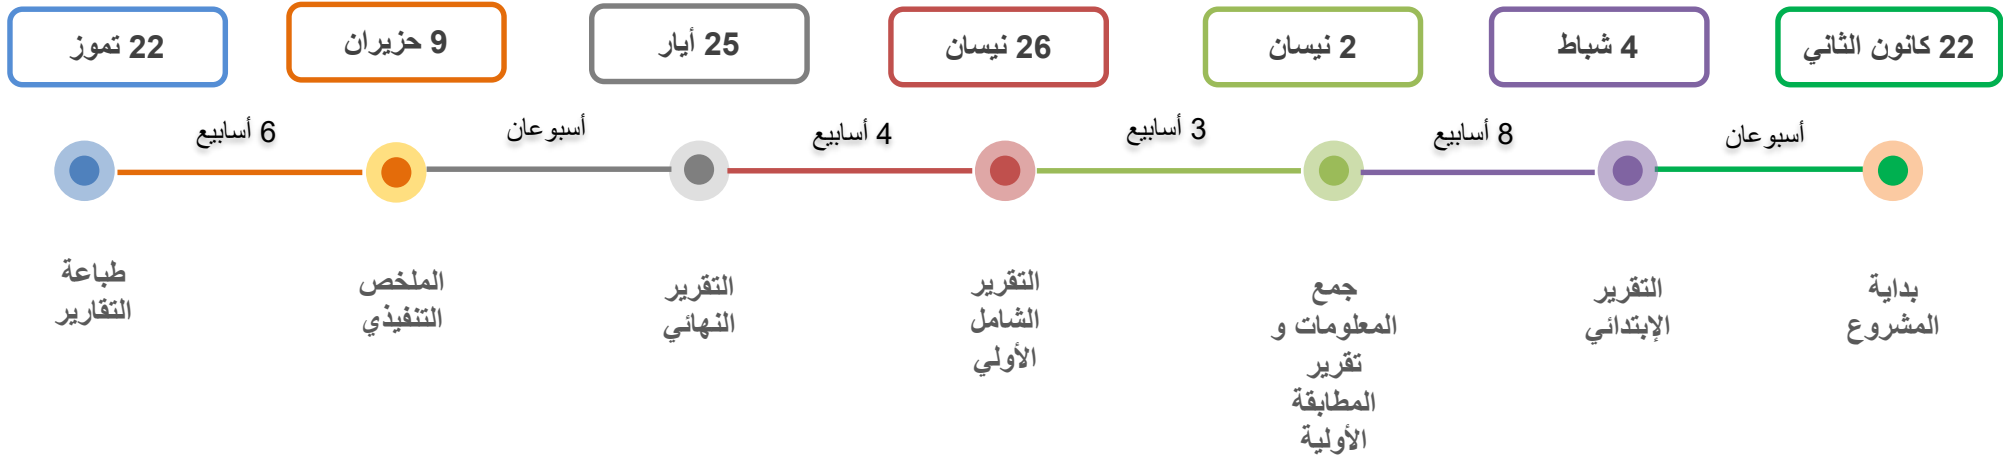 22 كانون الثاني
4 شباط
2 نيسان
26 نيسان
25 أيار
9 حزيران
22 تموز
أسبوعان
8 أسابيع
3 أسابيع
4 أسابيع
أسبوعان
6 أسابيع
بداية
المشروع
التقرير
الإبتدائي
جمع
المعلومات و
تقرير
المطابقة
الأولية
التقرير
الشامل
الأولي
التقرير
النهائي
الملخص
التنفيذي
طباعة
التقارير